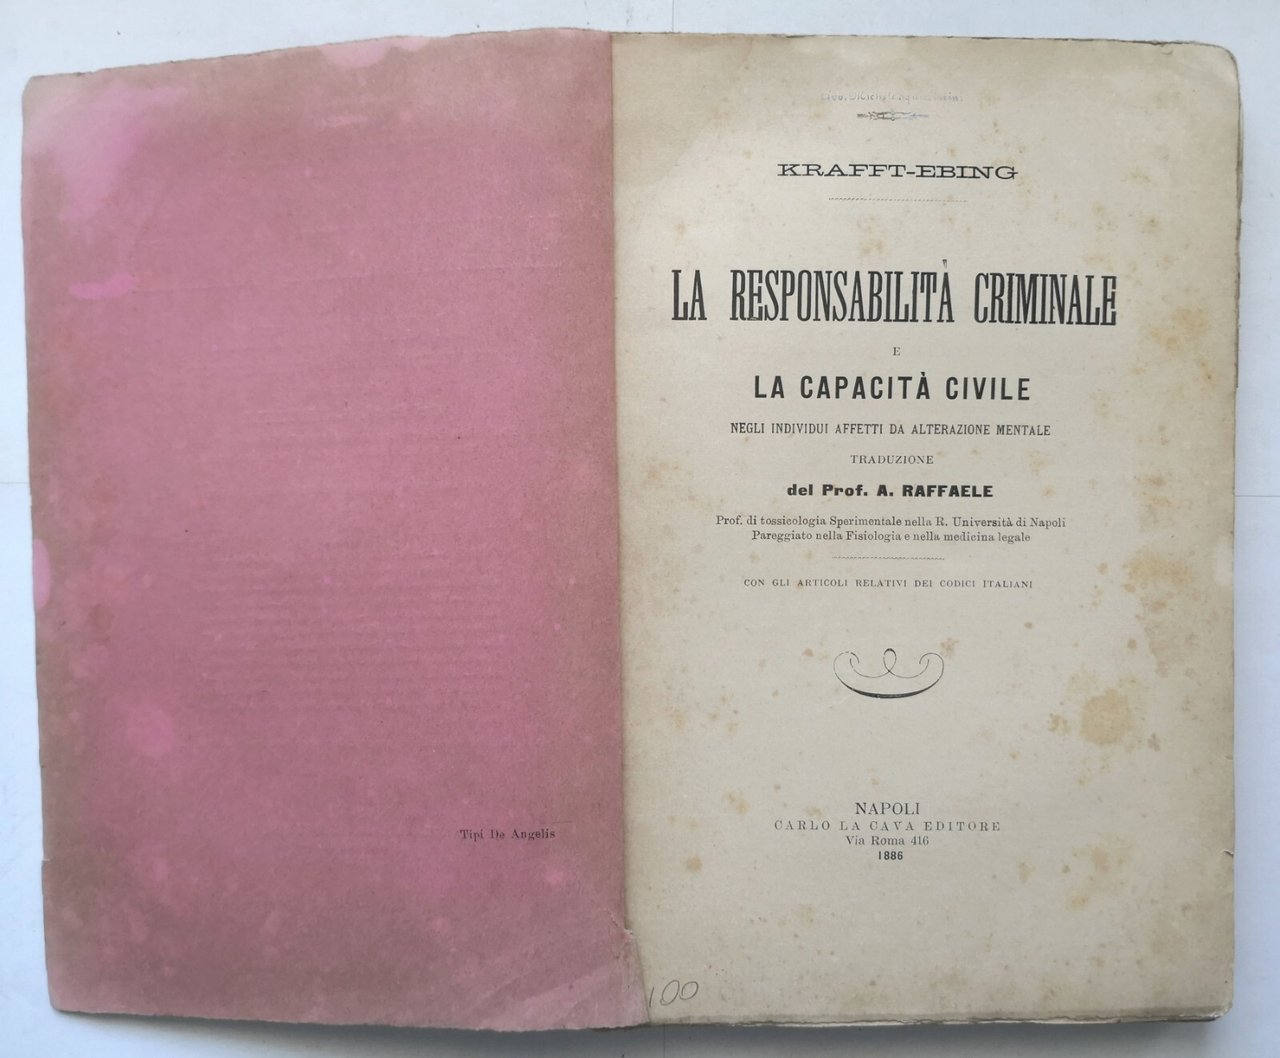 Tipi De Angelis
KRAFFT-EBING
LA RESPONSABILITÀ CRIMINALE
E
LA CAPACITÀ CIVILE
NEGLI INDIVIDUI AFFETTI DA ALTERAZIONE MENTALE
TRADUZIONE
del Prof. A. RAFFAELE
Prof. di tossicologia Sperimentale nella R. Università di Napoli
Pareggiato nella Fisiologia e nella medicina legale
CON GLI ARTICOLI RELATIVI DEI CODICI ITALIANI
NAPOLI
CARLO LA CAVA EDITORE
Via Roma 416
1886
100